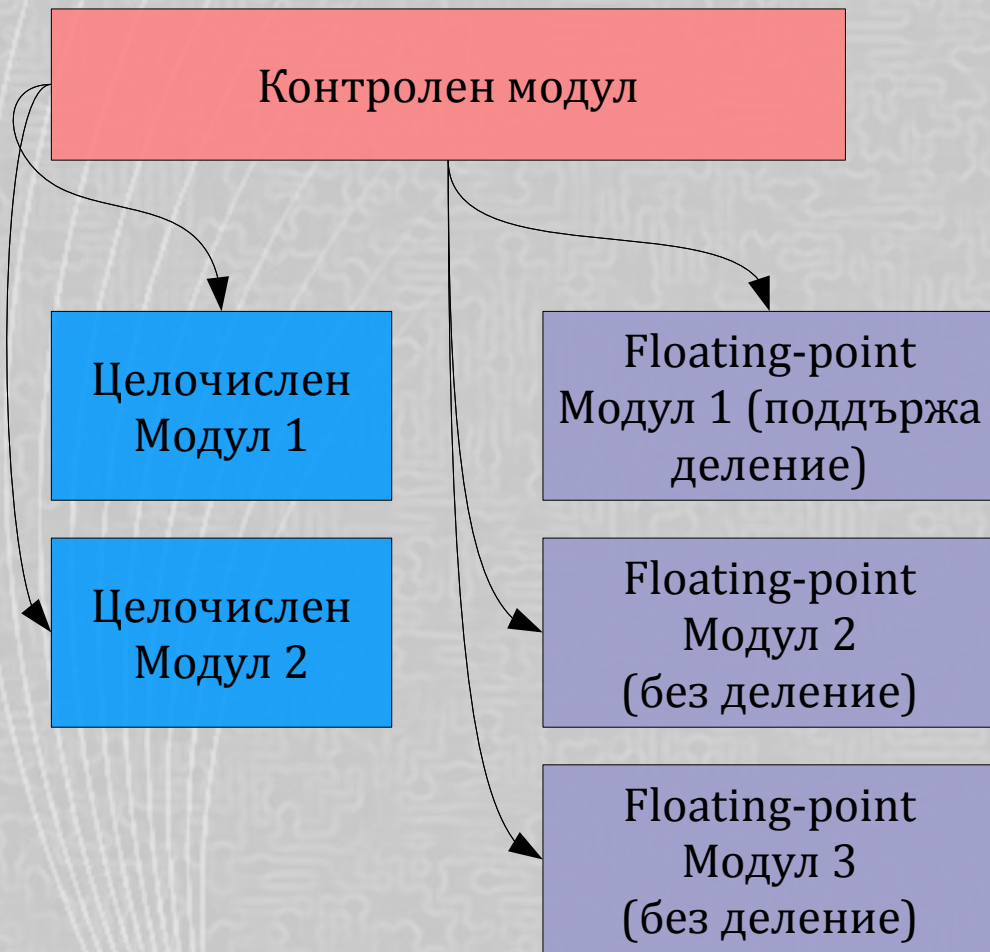 Контролен модул
Целочислен
Модул 1
Floating-point
Модул 1 (поддържа
деление)
Целочислен
Модул 2
Floating-point
Модул 2
(без деление)
Floating-point
Модул 3
(без деление)